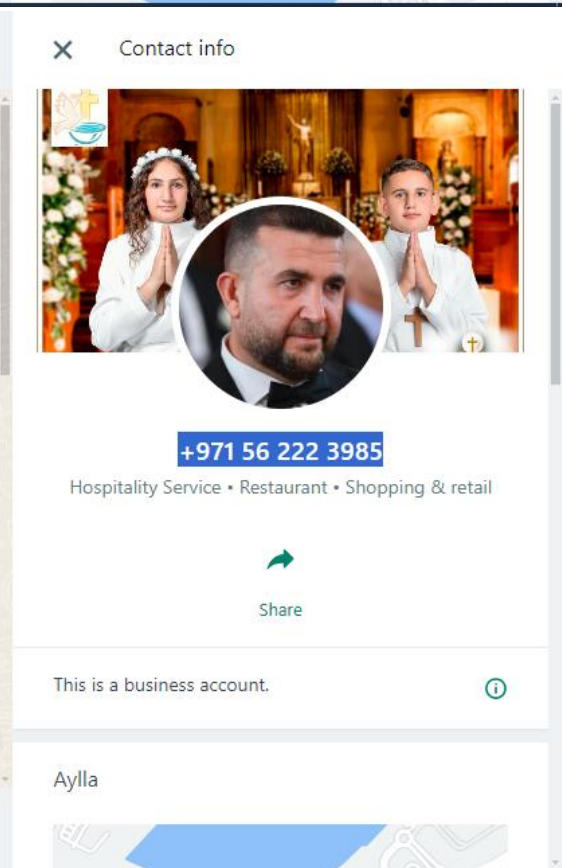 Contact info
+971 56 222 3985
Hospitality Service • Restaurant • Shopping & retail
Share
This is a business account.
Aylla